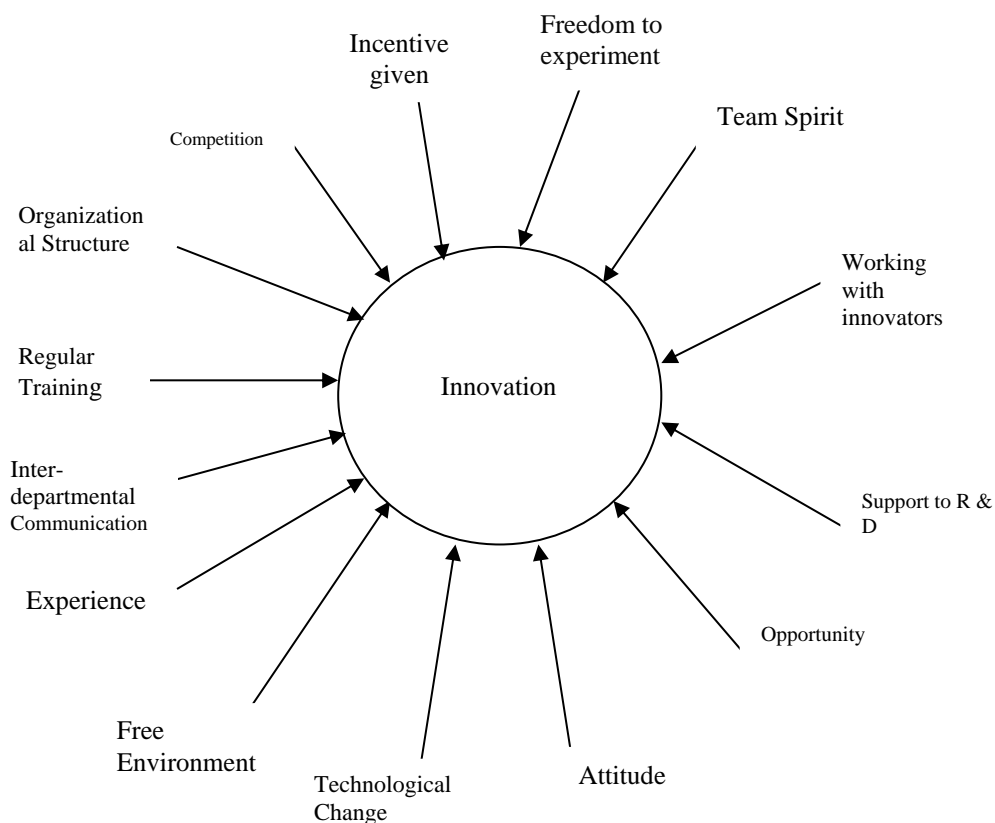 Freedom to
experiment
Incentive
given
Team Spirit
Competition
Organization
al Structure
Working
with
innovators
Regular
Training
Innovation
Inter-
departmental
Communication
Support to R &
D
Experience
Opportunity
Free
Environment
Attitude
Technological
Change